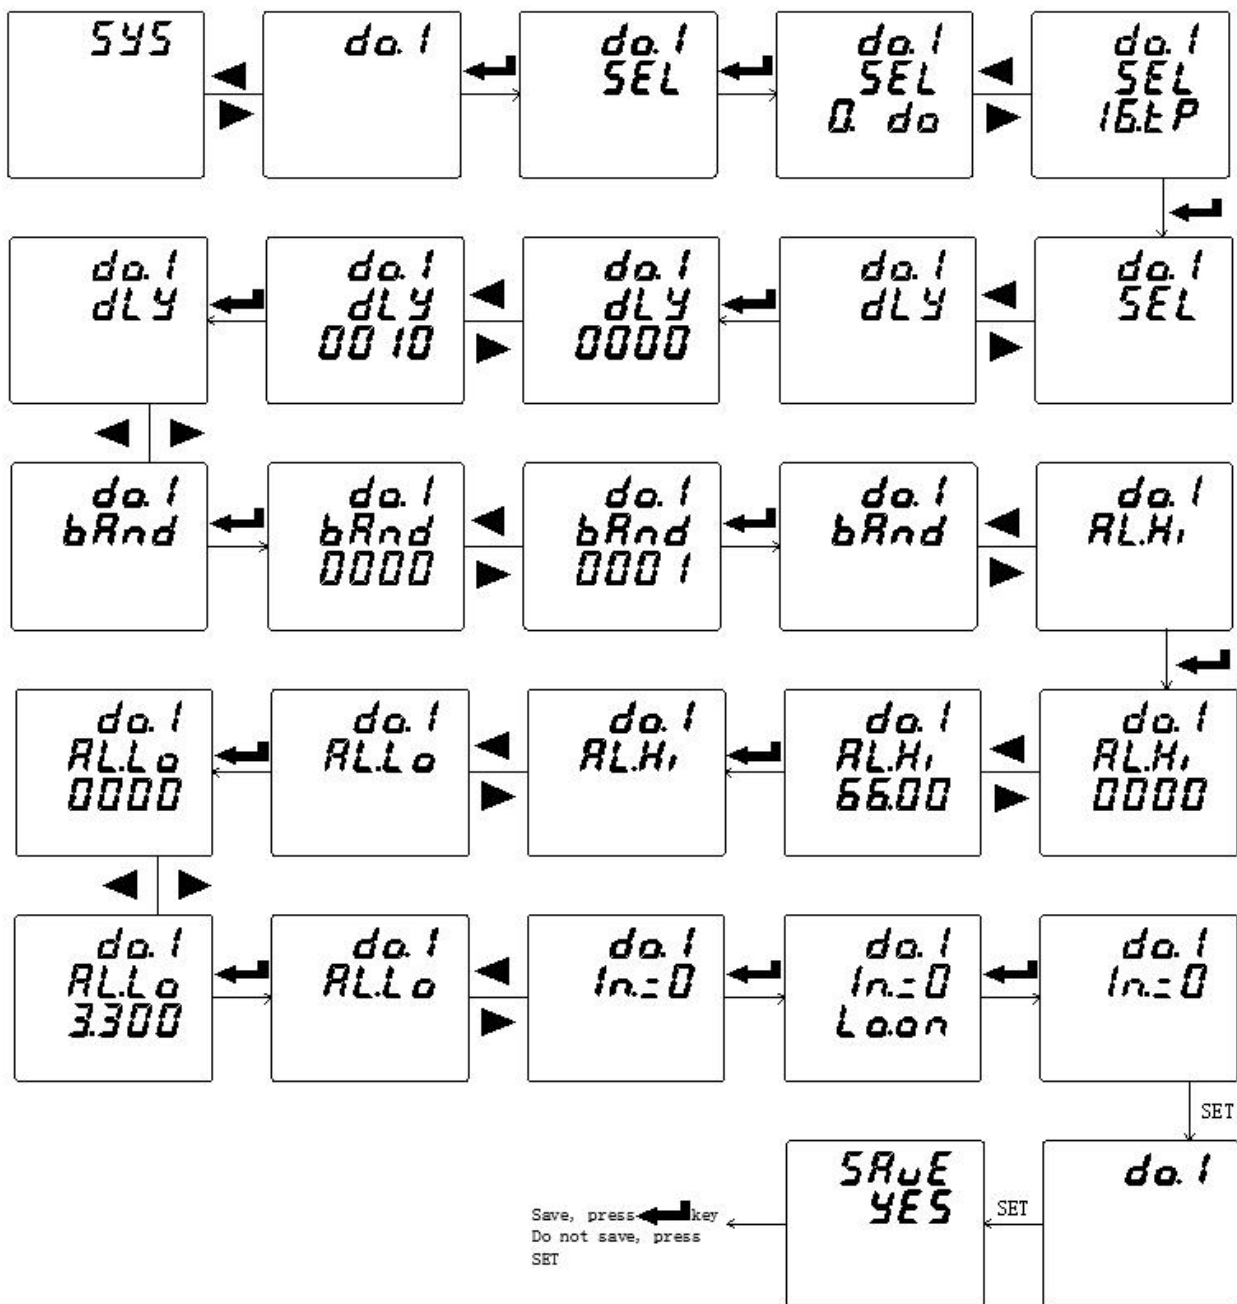 SYS
do.1
do.1
SEL
do.1
SEL
0. do
do.1
SEL
16.tP
do.1
dLY
do.1
dLY
0010
do.1
dLY
0000
do.1
dLY
do.1
SEL
do.1
bAnd
do.1
bAnd
0000
do.1
bAnd
0001
do.1
bAnd
do.1
AL.Hi
do.1
AL.Lo
0000
do.1
AL.Lo
do.1
AL.Hi
do.1
AL.Hi
66.00
do.1
AL.Hi
0000
do.1
AL.Lo
3.300
do.1
AL.Lo
do.1
In.=0
do.1
In.=0
Lo.on
do.1
In.=0
SET
SAvE
YES
SET
do.1
Save, press key
Do not save, press
SET